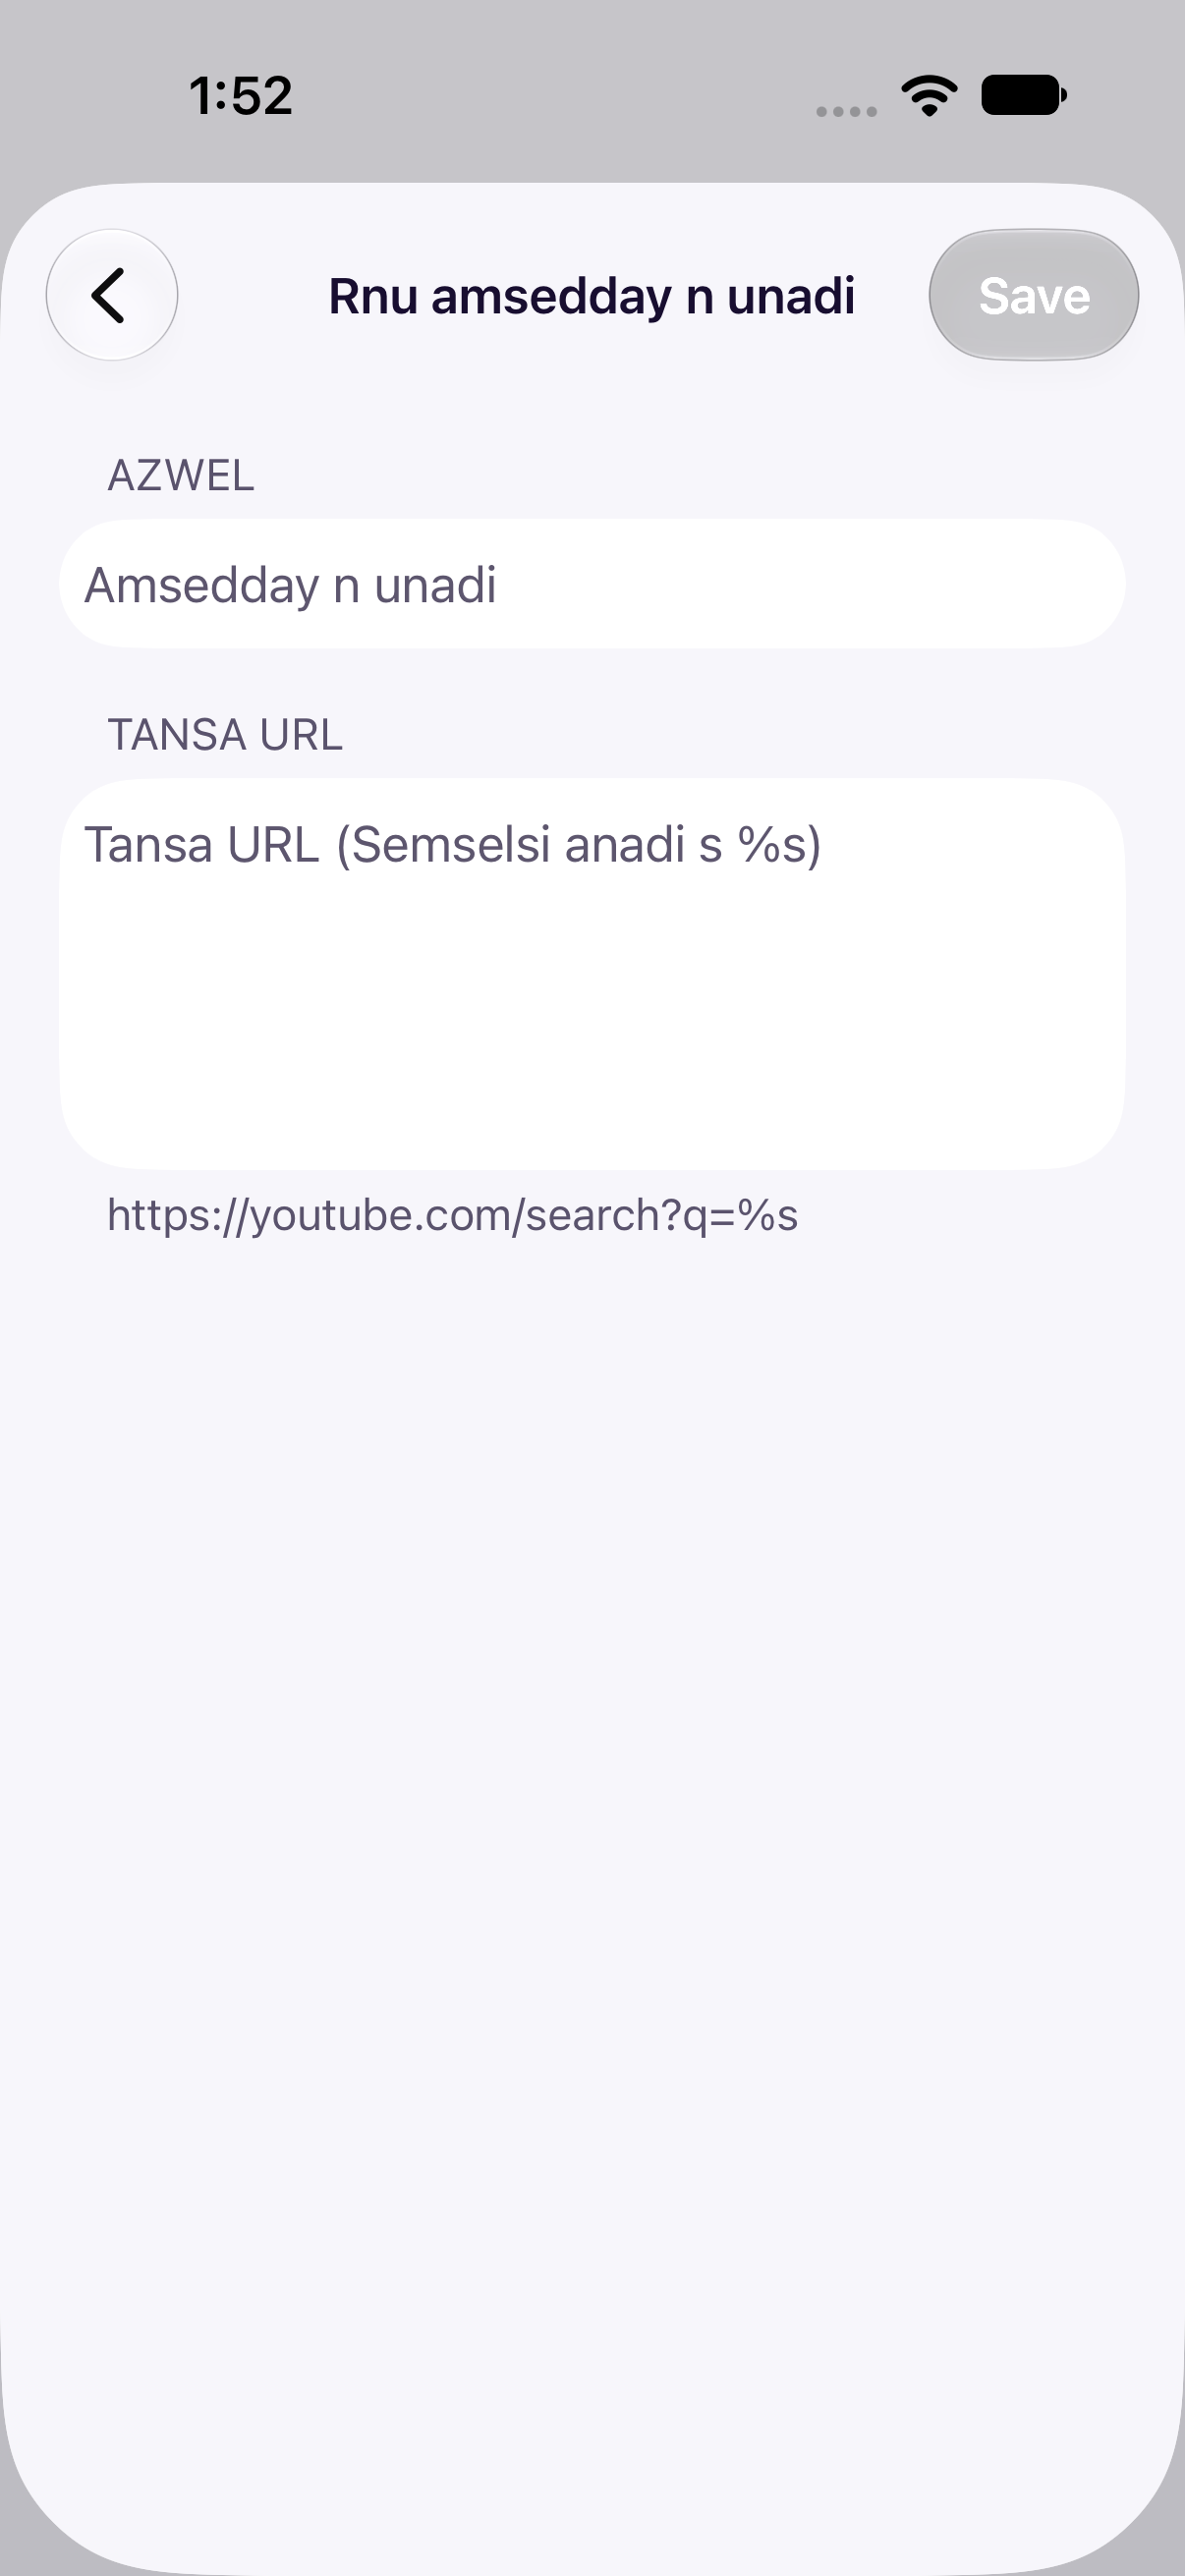 1:52
Rnu amsedday n unadi
Save
AZWEL
Amsedday n unadi
TANSA URL
Tansa URL (Semselsi anadi s %s)
https://youtube.com/search?q=%s